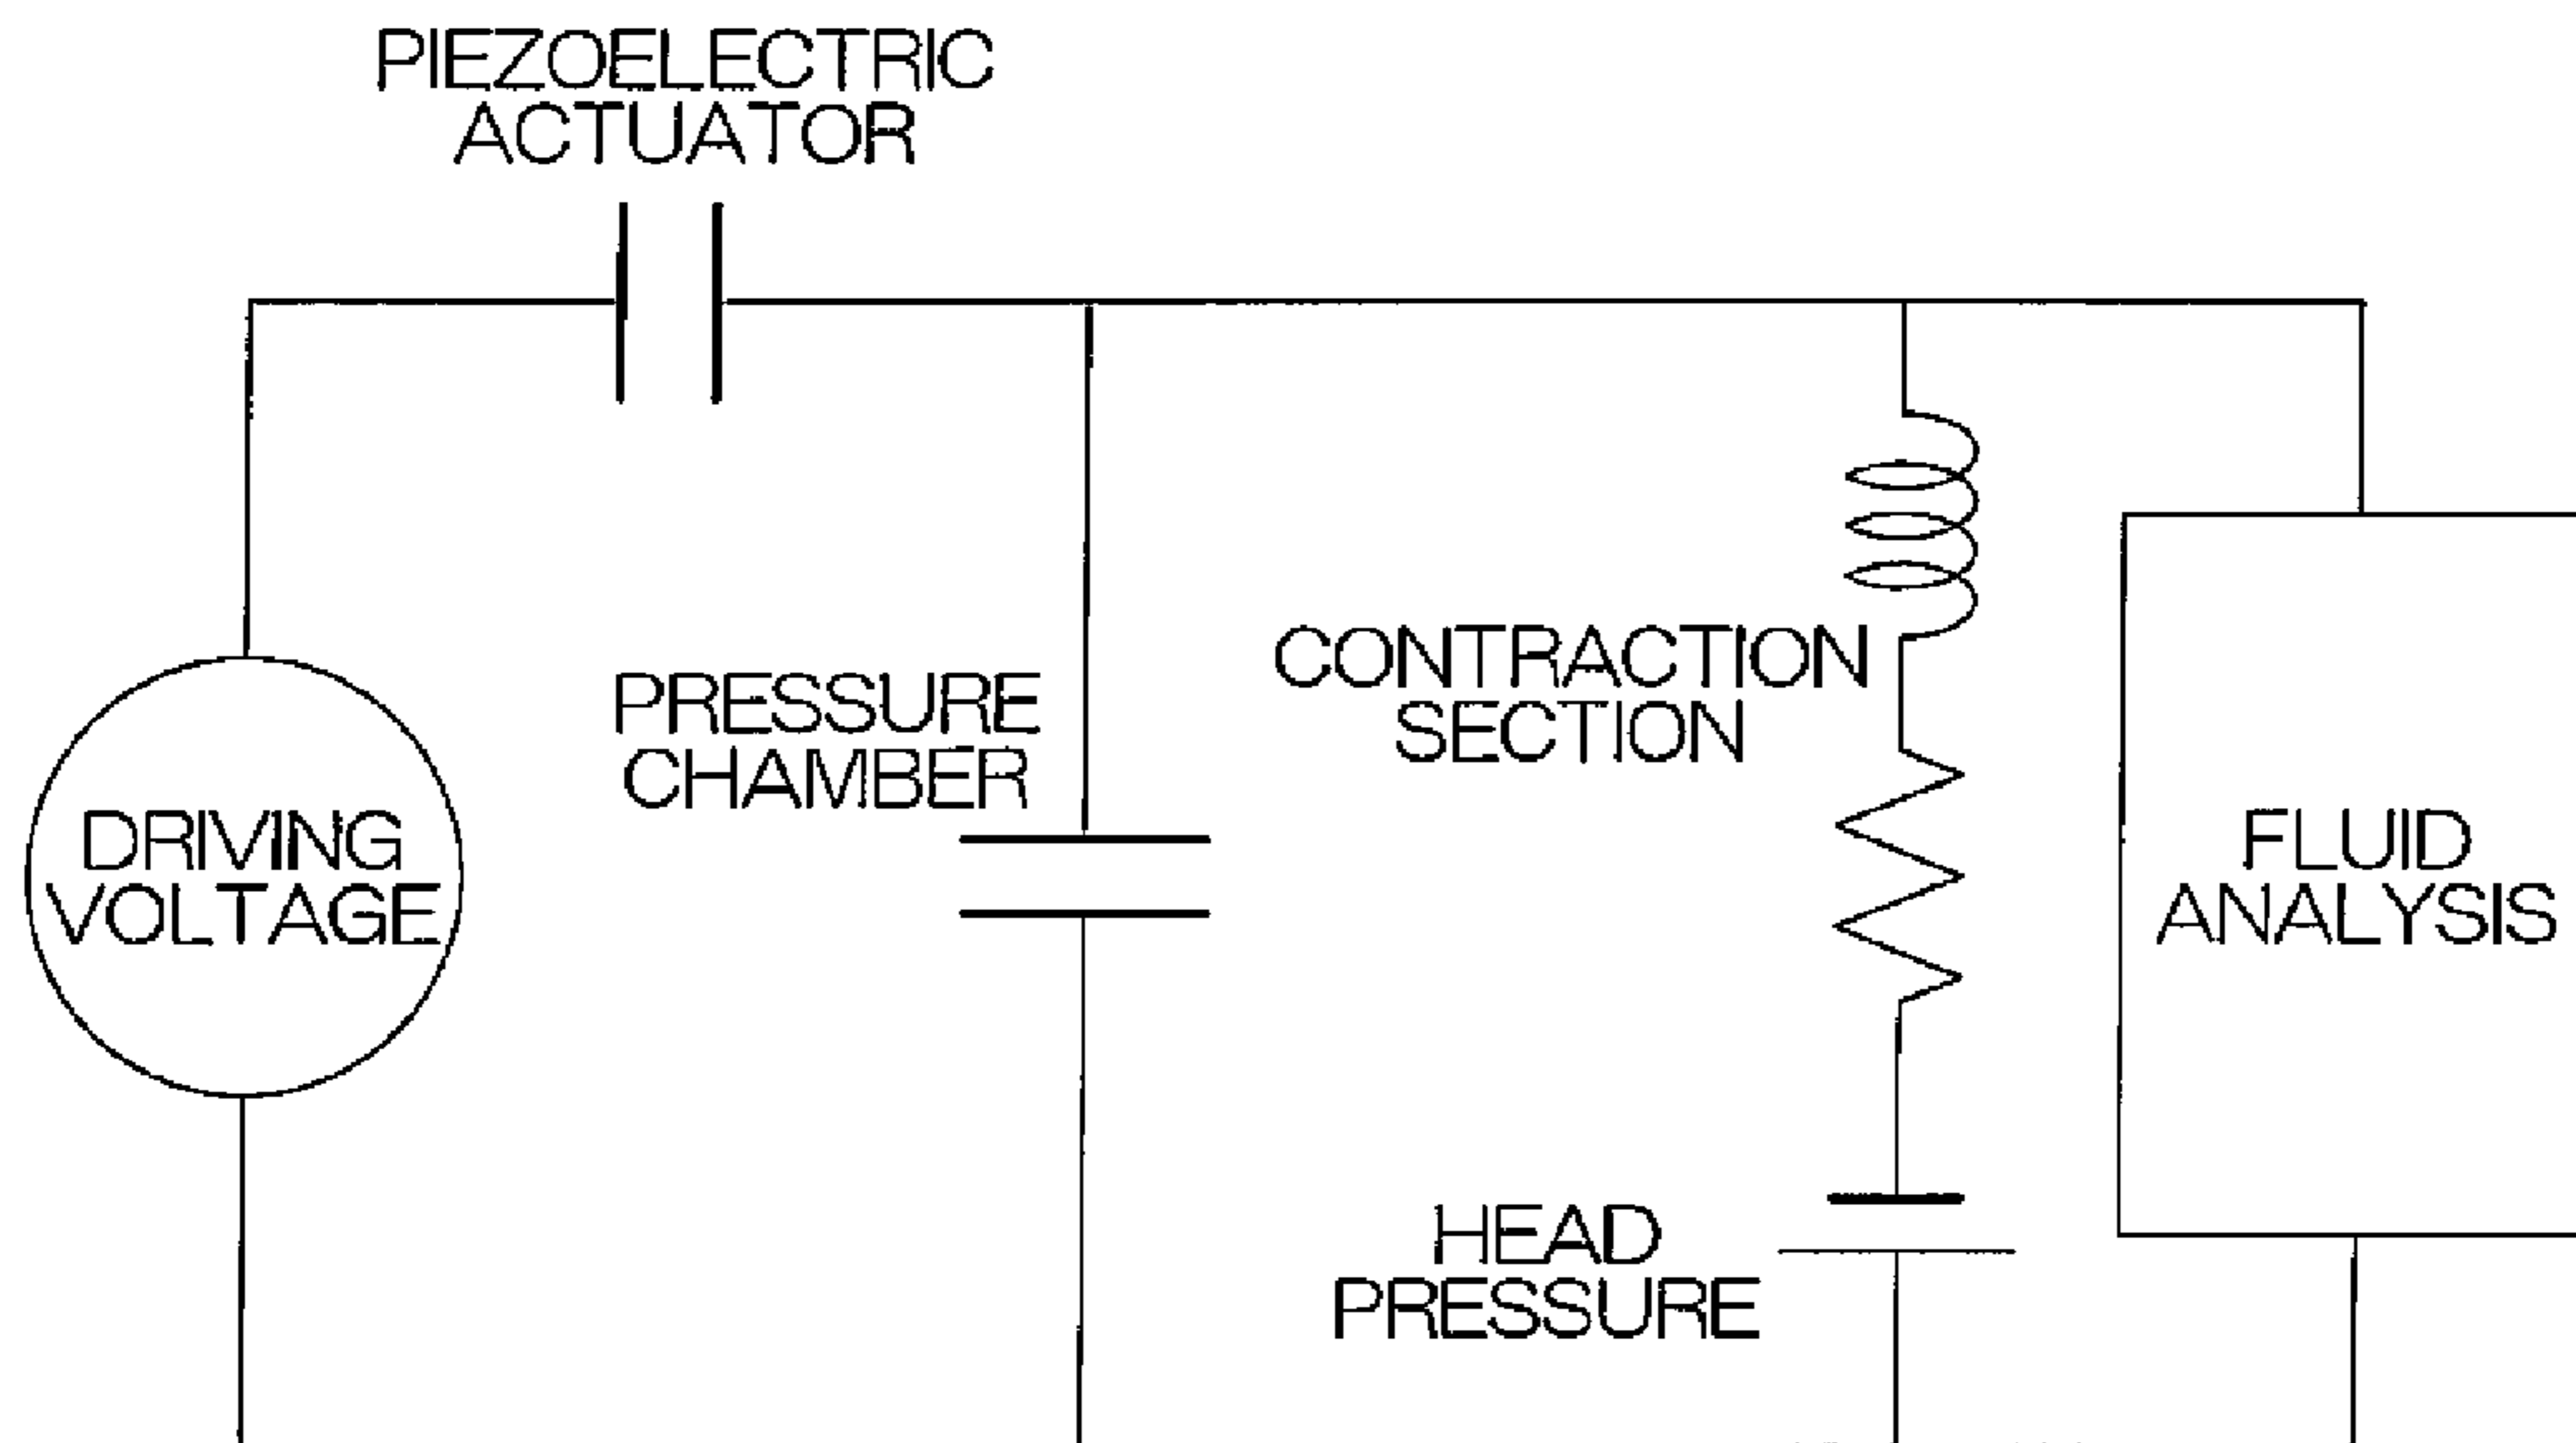 PIEZOELECTRIC
ACTUATOR
DRIVING
VOLTAGE
PRESSURE
CHAMBER
CONTRACTION
SECTION
HEAD
PRESSURE
FLUID
ANALYSIS